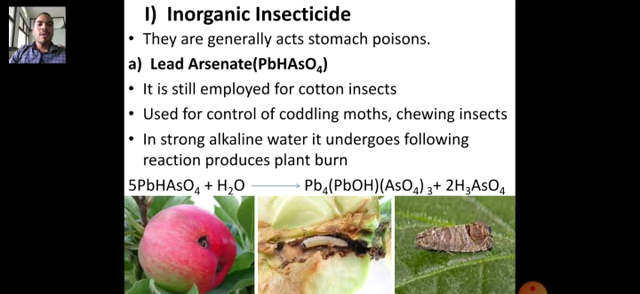 I) Inorganic Insecticide
• They are generally acts stomach poisons.
a) Lead Arsenate(PbHAsO₄)
• It is still employed for cotton insects
• Used for control of coddling moths, chewing insects
• In strong alkaline water it undergoes following
reaction produces plant burn
5PbHAsO₄ + H₂O ———→ Pb₄(PbOH)(AsO₄)₃+ 2H₃AsO₄